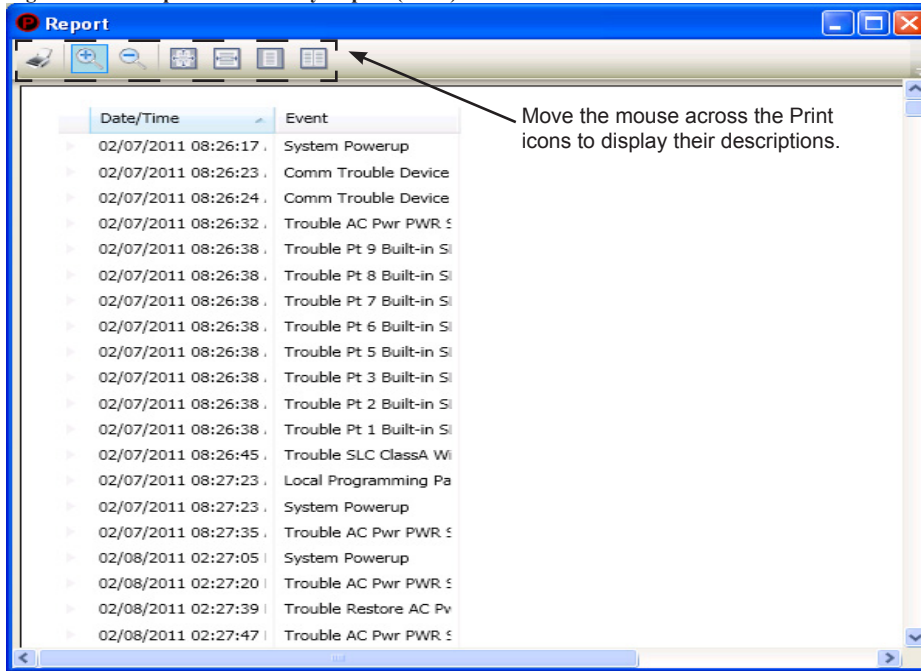 Report
Move the mouse across the Print
icons to display their descriptions.
Date/Time Event
02/07/2011 08:26:17 System Powerup
02/07/2011 08:26:23 Comm Trouble Device
02/07/2011 08:26:24 Comm Trouble Device
02/07/2011 08:26:32 Trouble AC Pwr PWR
02/07/2011 08:26:38 Trouble Pt 9 Built-in
02/07/2011 08:26:38 Trouble Pt 8 Built-in
02/07/2011 08:26:38 Trouble Pt 7 Built-in
02/07/2011 08:26:38 Trouble Pt 6 Built-in
02/07/2011 08:26:38 Trouble Pt 5 Built-in
02/07/2011 08:26:38 Trouble Pt 3 Built-in
02/07/2011 08:26:38 Trouble Pt 2 Built-in
02/07/2011 08:26:38 Trouble Pt 1 Built-in
02/07/2011 08:26:45 Trouble SLC ClassA Wi
02/07/2011 08:27:23 Local Programming Pa
02/07/2011 08:27:23 System Powerup
02/07/2011 08:27:35 Trouble AC Pwr PWR
02/08/2011 02:27:05 System Powerup
02/08/2011 02:27:20 Trouble AC Pwr PWR
02/08/2011 02:27:39 Trouble Restore AC
02/08/2011 02:27:47 Trouble AC Pwr PWR